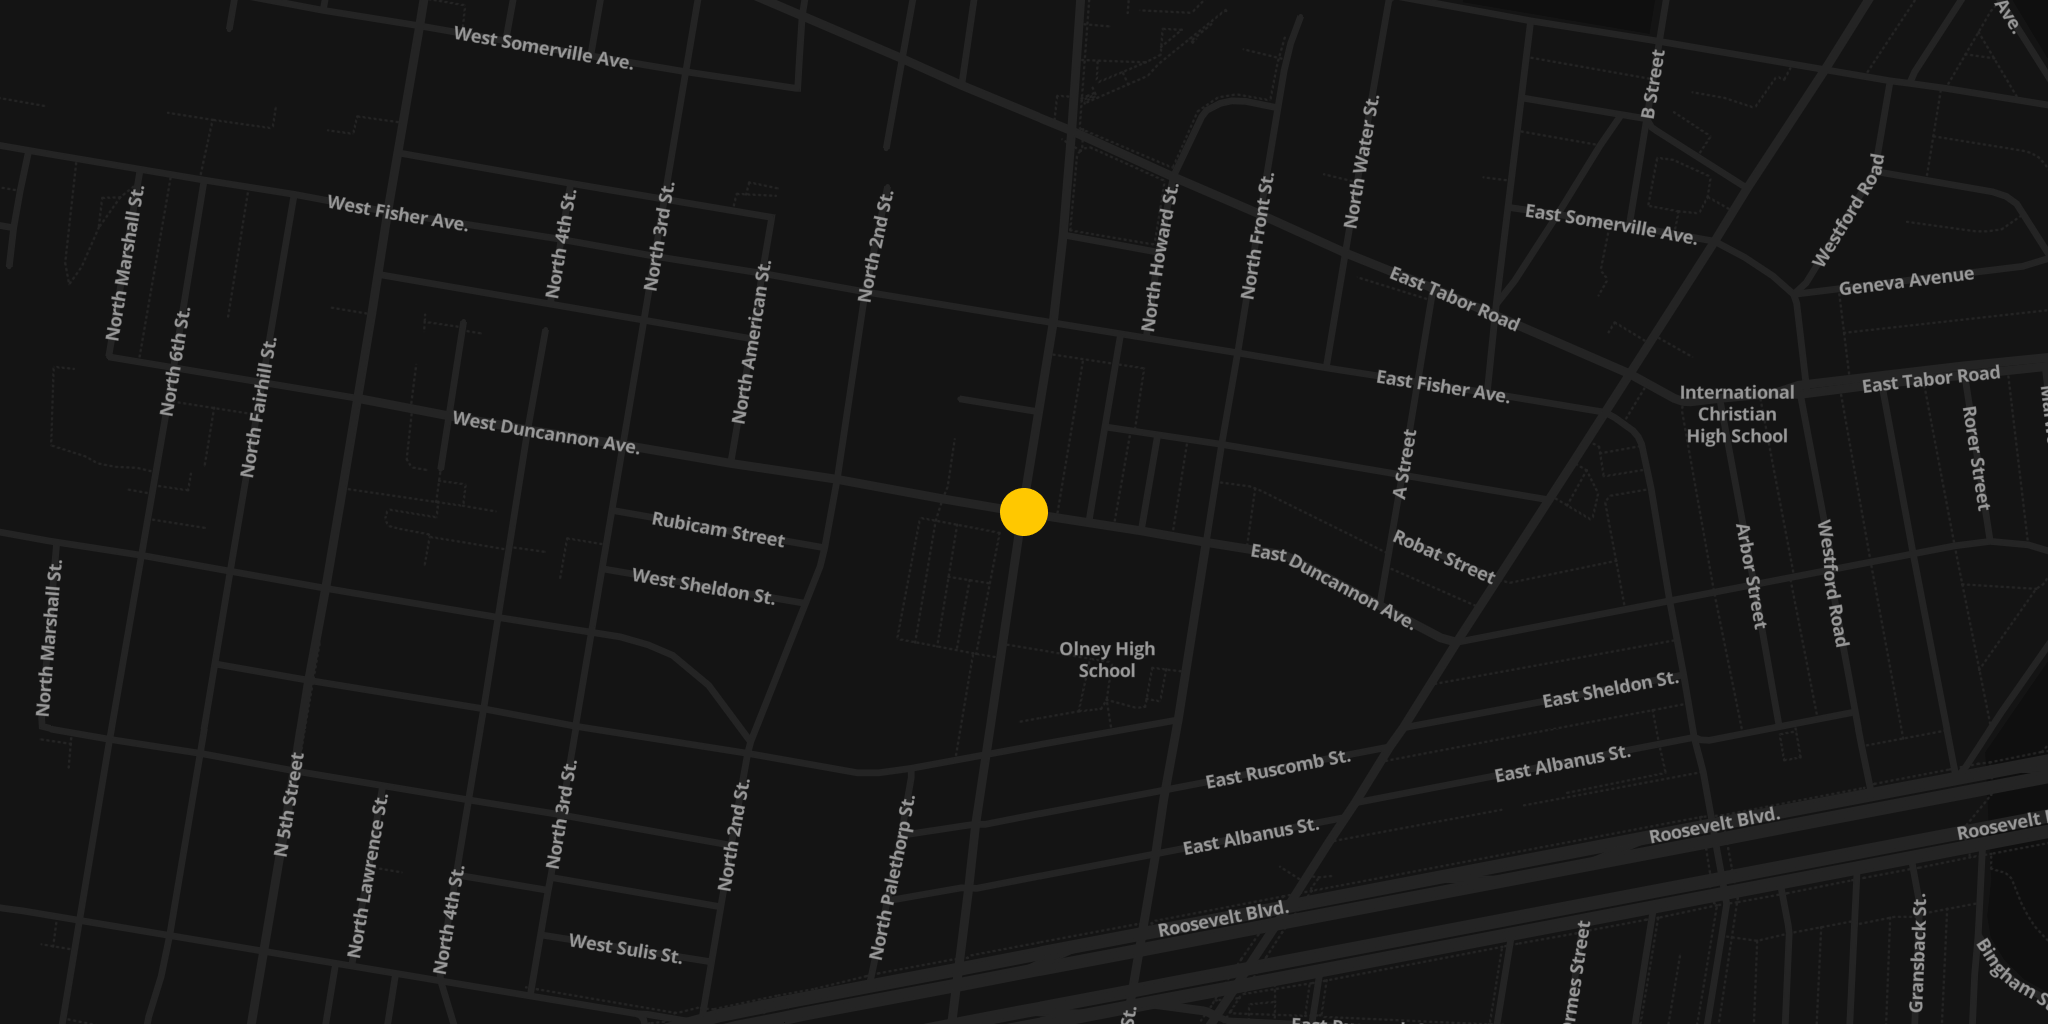 West Somerville Ave.
Ave.
B Street
North Water St.
North Marshall St.
West Fisher Ave.
North 4th St.
North 3rd St.
North 2nd St.
North Howard St.
North Front St.
East Somerville Ave.
Westford Road
Geneva Avenue
North American St.
North 6th St.
North Fairhill St.
East Tabor Road
East Fisher Ave.
International
Christian
High School
East Tabor Road
Rorer Street
West Duncannon Ave.
A Street
Rubicam Street
Robat Street
East Duncannon Ave.
Arbor Street
Westford Road
North Marshall St.
West Sheldon St.
Olney High
School
East Sheldon St.
East Ruscomb St.
East Albanus St.
N 5th Street
North Lawrence St.
North 3rd St.
North 2nd St.
North Palethorp St.
East Albanus St.
Roosevelt Blvd.
Roosevelt
North 4th St.
West Sulis St.
Roosevelt Blvd.
Gransback St.
Street
Bingham
St.
East